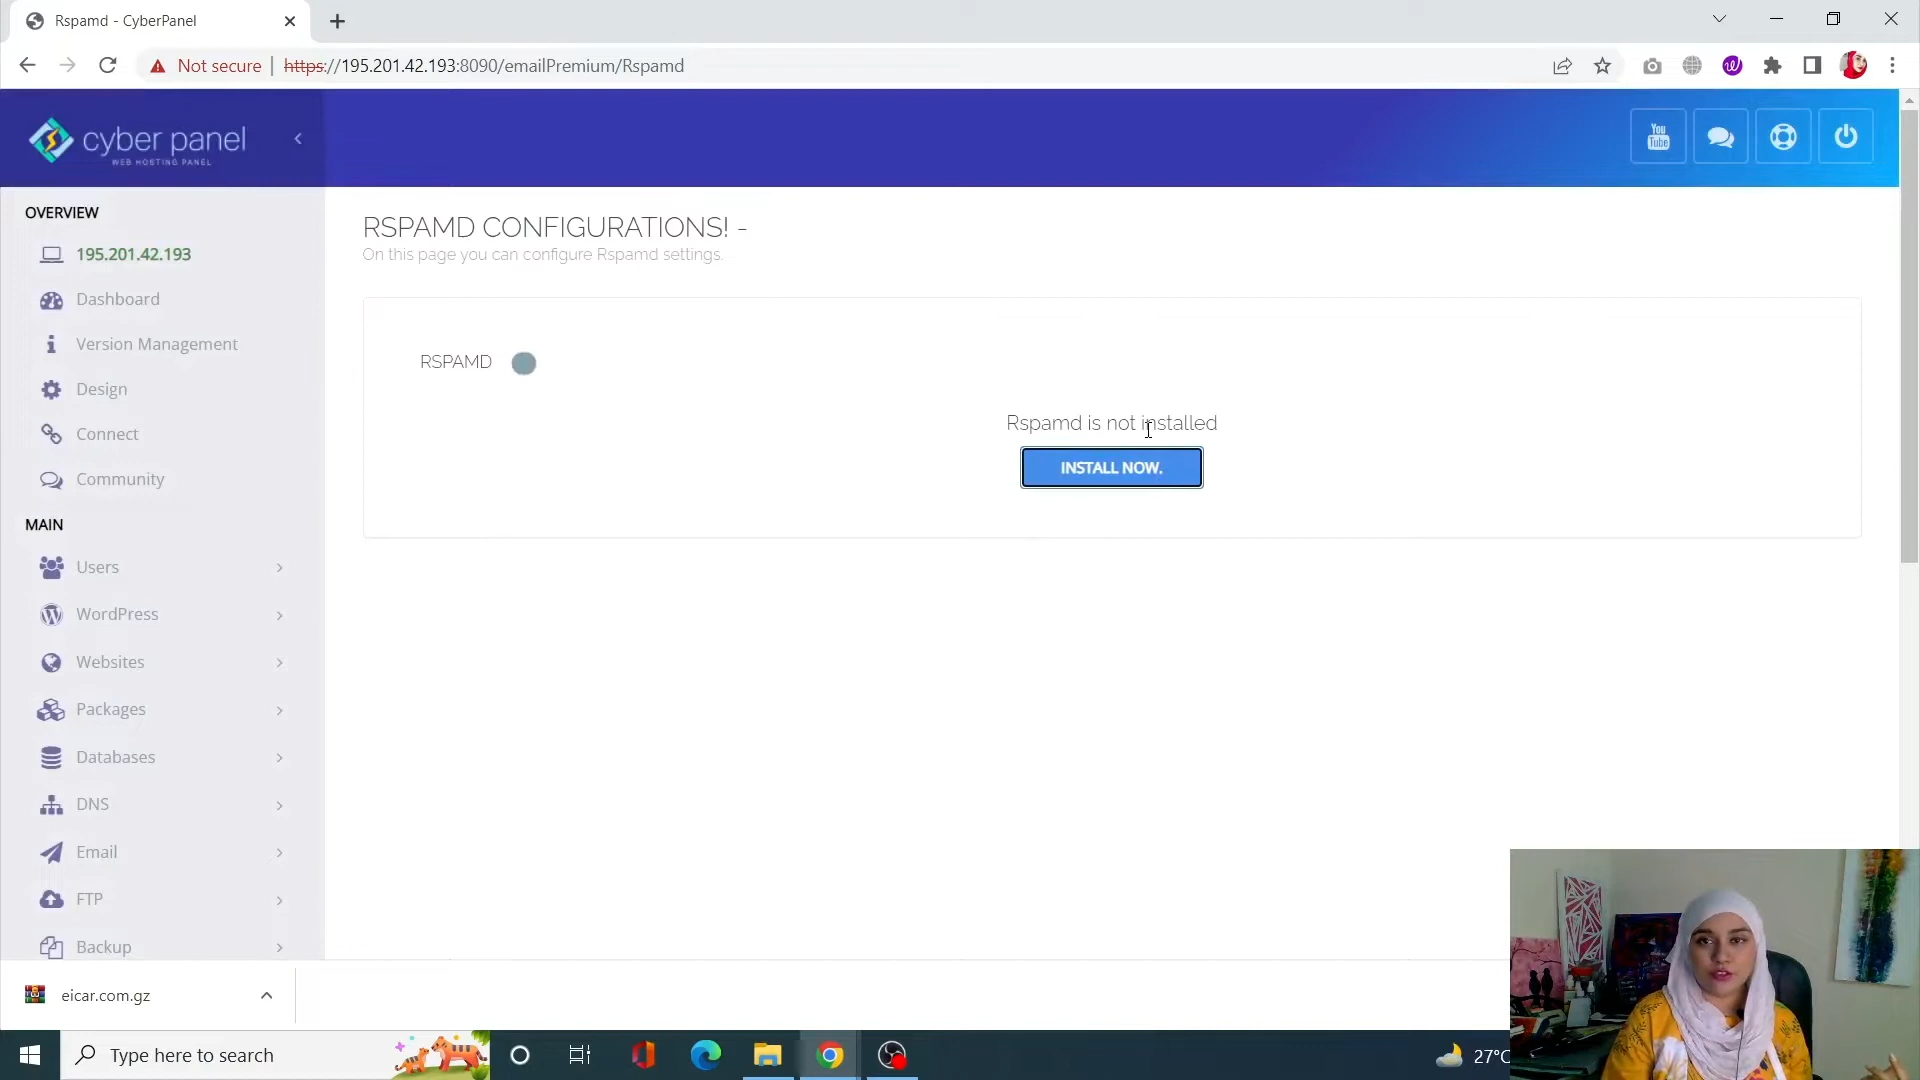 Rspamd - CyberPanel
Not secure
https://195.201.42.193:8090/emailPremium/Rspamd
cyber panel
WEB HOSTING PANEL
You
Tube
OVERVIEW
195.201.42.193
Dashboard
Version Management
Design
Connect
Community
MAIN
Users
WordPress
Websites
Packages
Databases
DNS
Email
FTP
Backup
RSPAMD CONFIGURATIONS! -
On this page you can configure Rspamd settings.
RSPAMD
Rspamd is not installed
INSTALL NOW.
eicar.com.gz
Type here to search
27°C